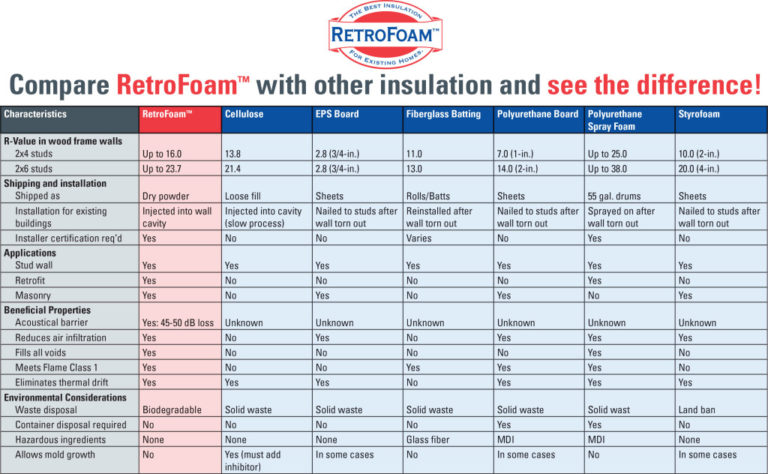 THE BEST INSULATION
RETROFOAM™
FOR EXISTING HOMES.
Compare RetroFoam™ with other insulation and see the difference!
Characteristics RetroFoam™ Cellulose EPS Board Fiberglass Batting Polyurethane Board Polyurethane Spray Foam Styrofoam
R-Value in wood frame walls
2x4 studs Up to 16.0 13.8 2.8 (3/4-in.) 11.0 7.0 (1-in.) Up to 25.0 10.0 (2-in.)
2x6 studs Up to 23.7 21.4 2.8 (3/4-in.) 13.0 14.0 (2-in.) Up to 38.0 20.0 (4-in.)
Shipping and installation
Shipped as Dry powder Loose fill Sheets Rolls/Batts Sheets 55 gal. drums Sheets
Installation for existing buildings Injected into wall cavity Injected into cavity (slow process) Nailed to studs after wall torn out Reinstalled after wall torn out Nailed to studs after wall torn out Sprayed on after wall torn out Nailed to studs after wall torn out
Installer certification req'd Yes No No Varies No Yes No
Applications
Stud wall Yes Yes Yes Yes Yes Yes Yes
Retrofit Yes No No No No Yes No
Masonry Yes No Yes No Yes No Yes
Beneficial Properties
Acoustical barrier Yes: 45-50 dB loss Unknown Unknown Unknown Unknown Unknown Unknown
Reduces air infiltration Yes No Yes No Yes Yes Yes
Fills all voids Yes No No No No Yes No
Meets Flame Class 1 Yes No No Yes Yes Yes No
Eliminates thermal drift Yes Yes Yes No No No Yes
Environmental Considerations
Waste disposal Biodegradable Solid waste Solid waste Solid waste Solid waste Solid wast Land ban
Container disposal required No No No No Yes Yes No
Hazardous ingredients None None None Glass fiber MDI MDI None
Allows mold growth No Yes (must add inhibitor) In some cases No In some cases No In some cases